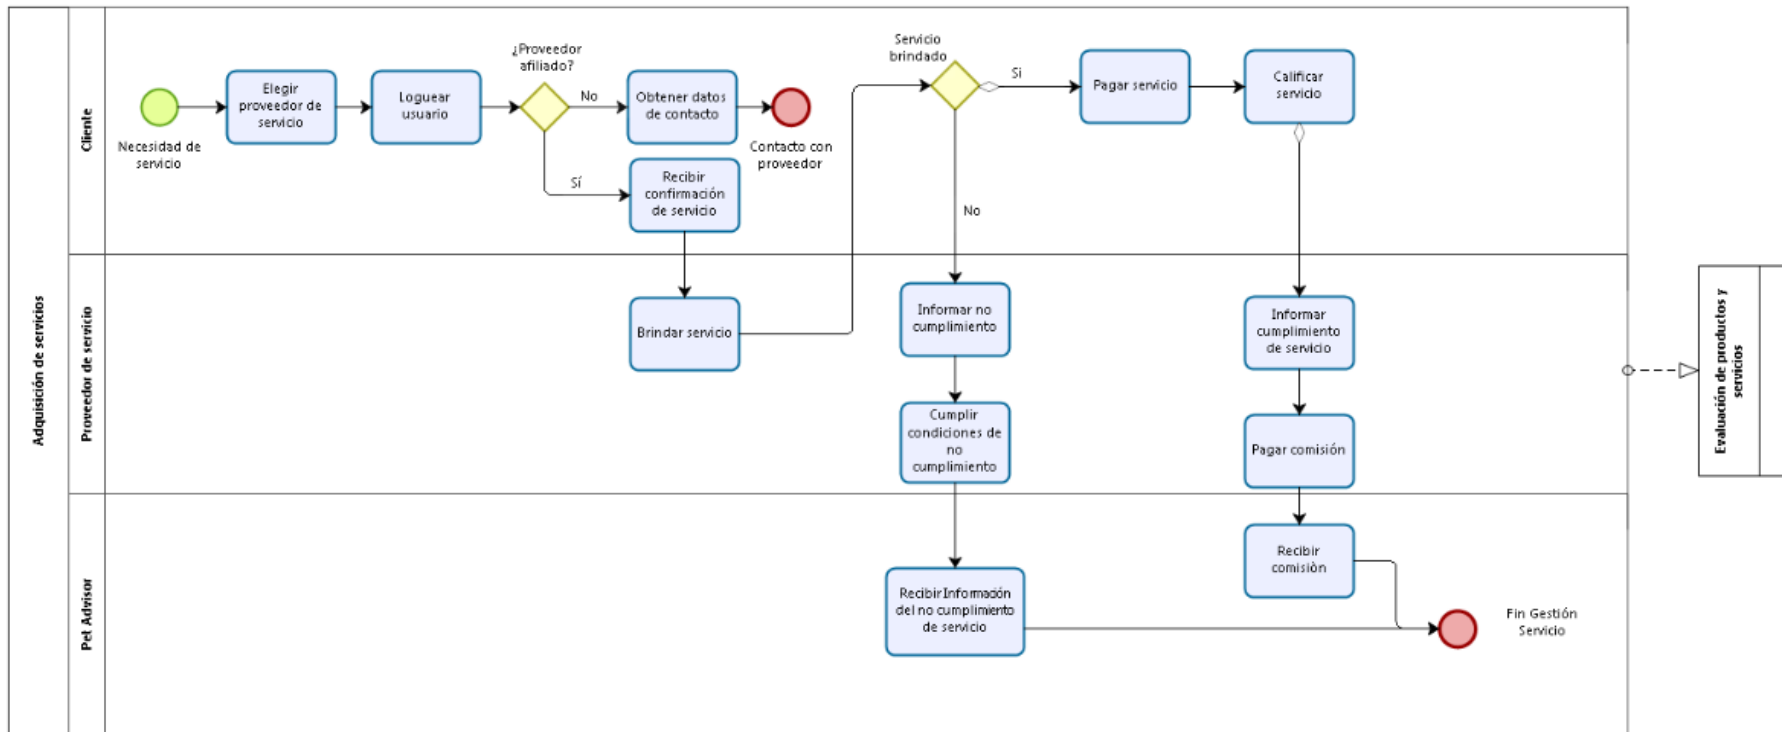 Adquisición de servicios
Cliente
Necesidad de
servicio
Elegir
proveedor de
servicio
Loguear
usuario
¿Proveedor
afiliado?
No
Obtener datos
de contacto
Contacto con
proveedor
Sí
Recibir
confirmación
de servicio
Servicio
brindado
Si
Pagar servicio
Calificar
servicio
No
Proveedor de servicio
Brindar servicio
Informar no
cumplimiento
Cumplir
condiciones de
no
cumplimiento
Informar
cumplimiento
de servicio
Pagar comisión
Pet Advisor
Recibir Información
del no cumplimiento
de servicio
Recibir
comisiòn
Fin Gestión
Servicio
Evaluación de productos y
servicios